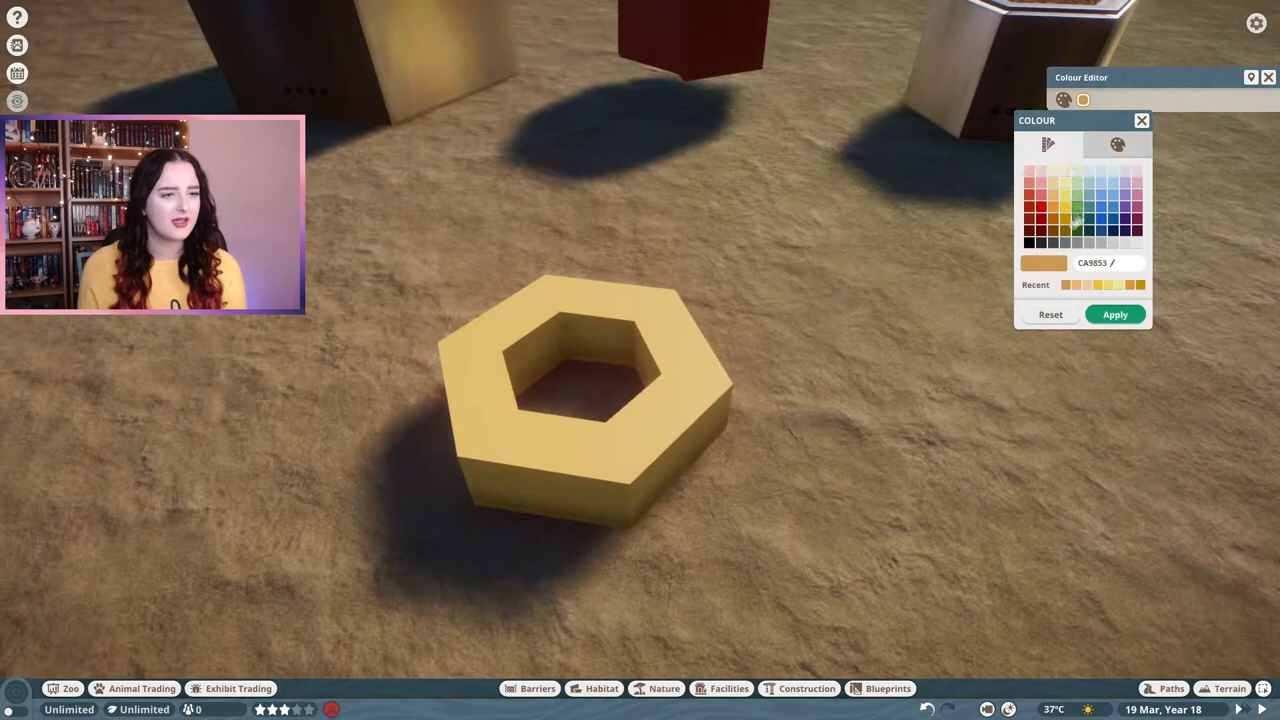 ?
Colour Editor
COLOUR
CA9853 /
Recent
Reset
Apply
Zoo
Animal Trading
Exhibit Trading
Barriers
Habitat
Nature
Facilities
Construction
Blueprints
Paths
Terrain
Unlimited
Unlimited
0
37°C
19 Mar, Year 18